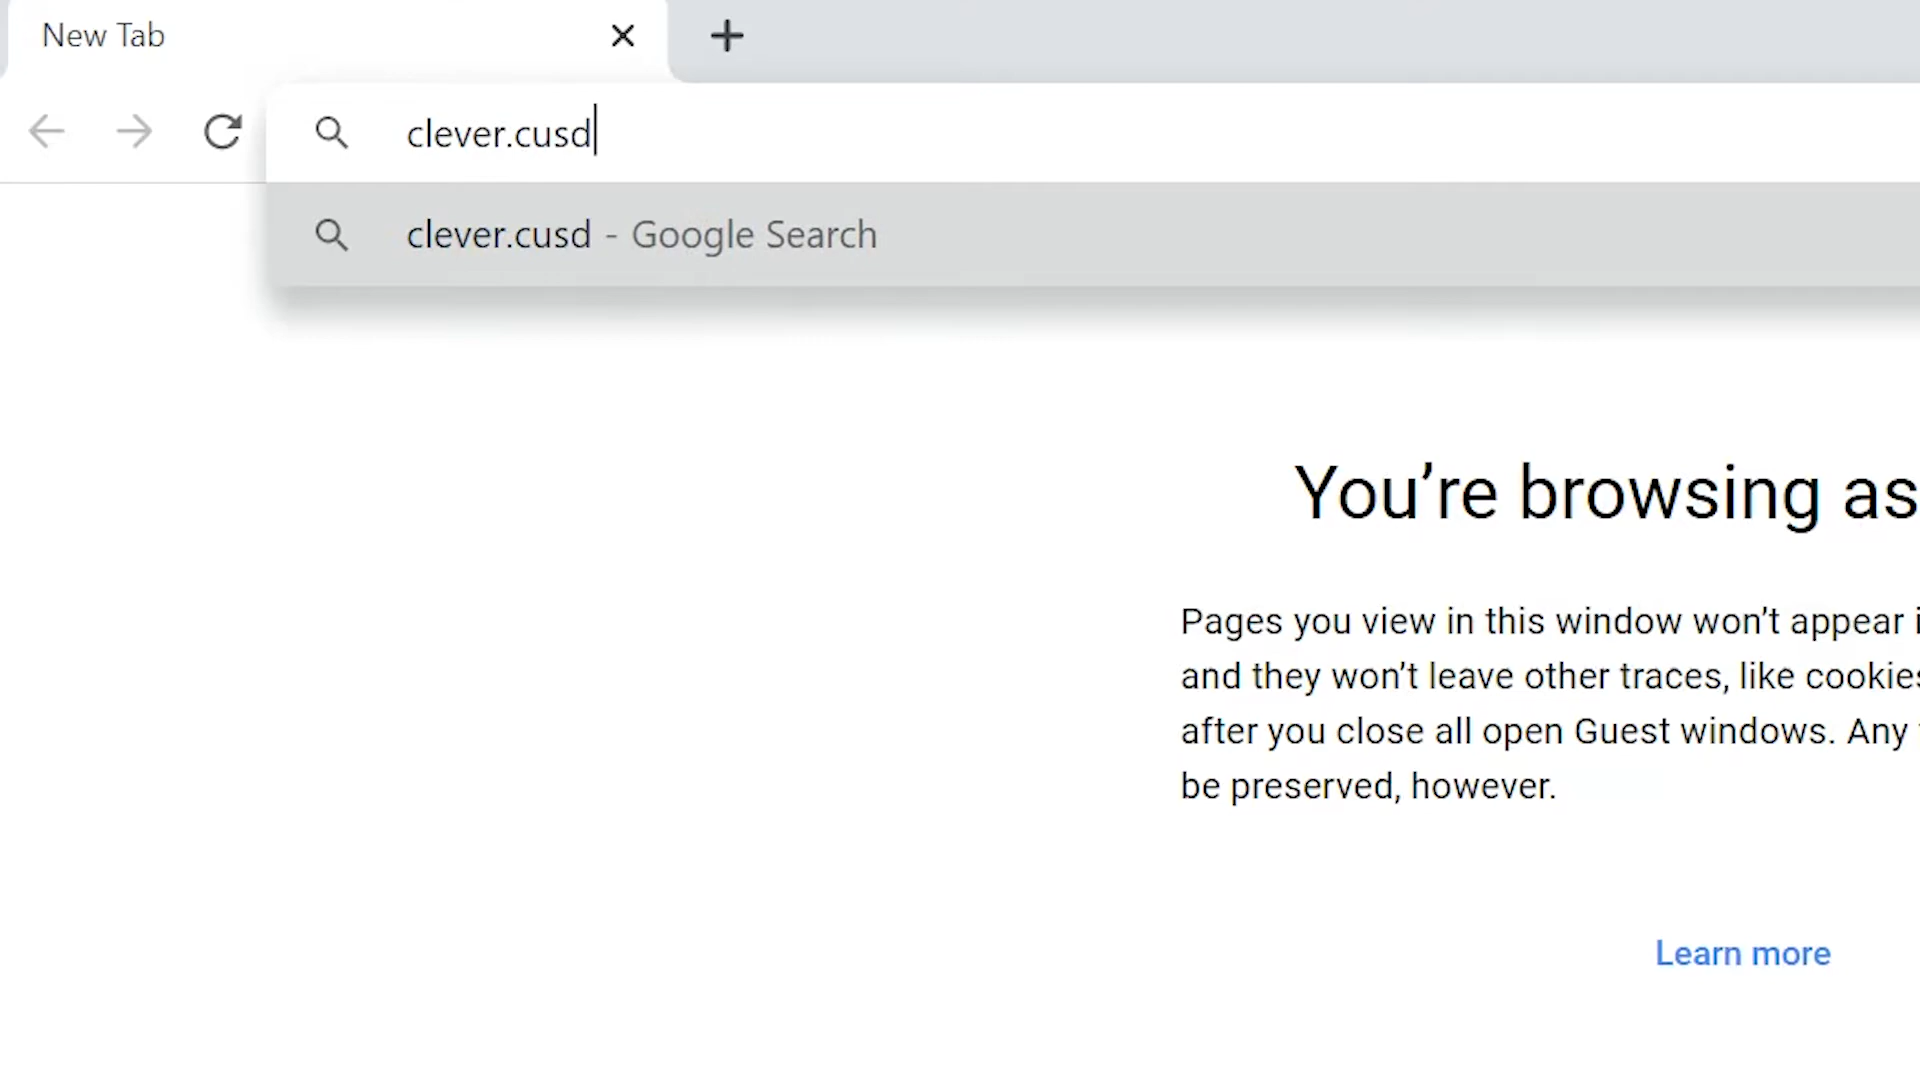 New Tab
clever.cusd
clever.cusd - Google Search
You’re browsing as
Pages you view in this window won’t appear
and they won’t leave other traces, like cookies
after you close all open Guest windows. Any
be preserved, however.
Learn more